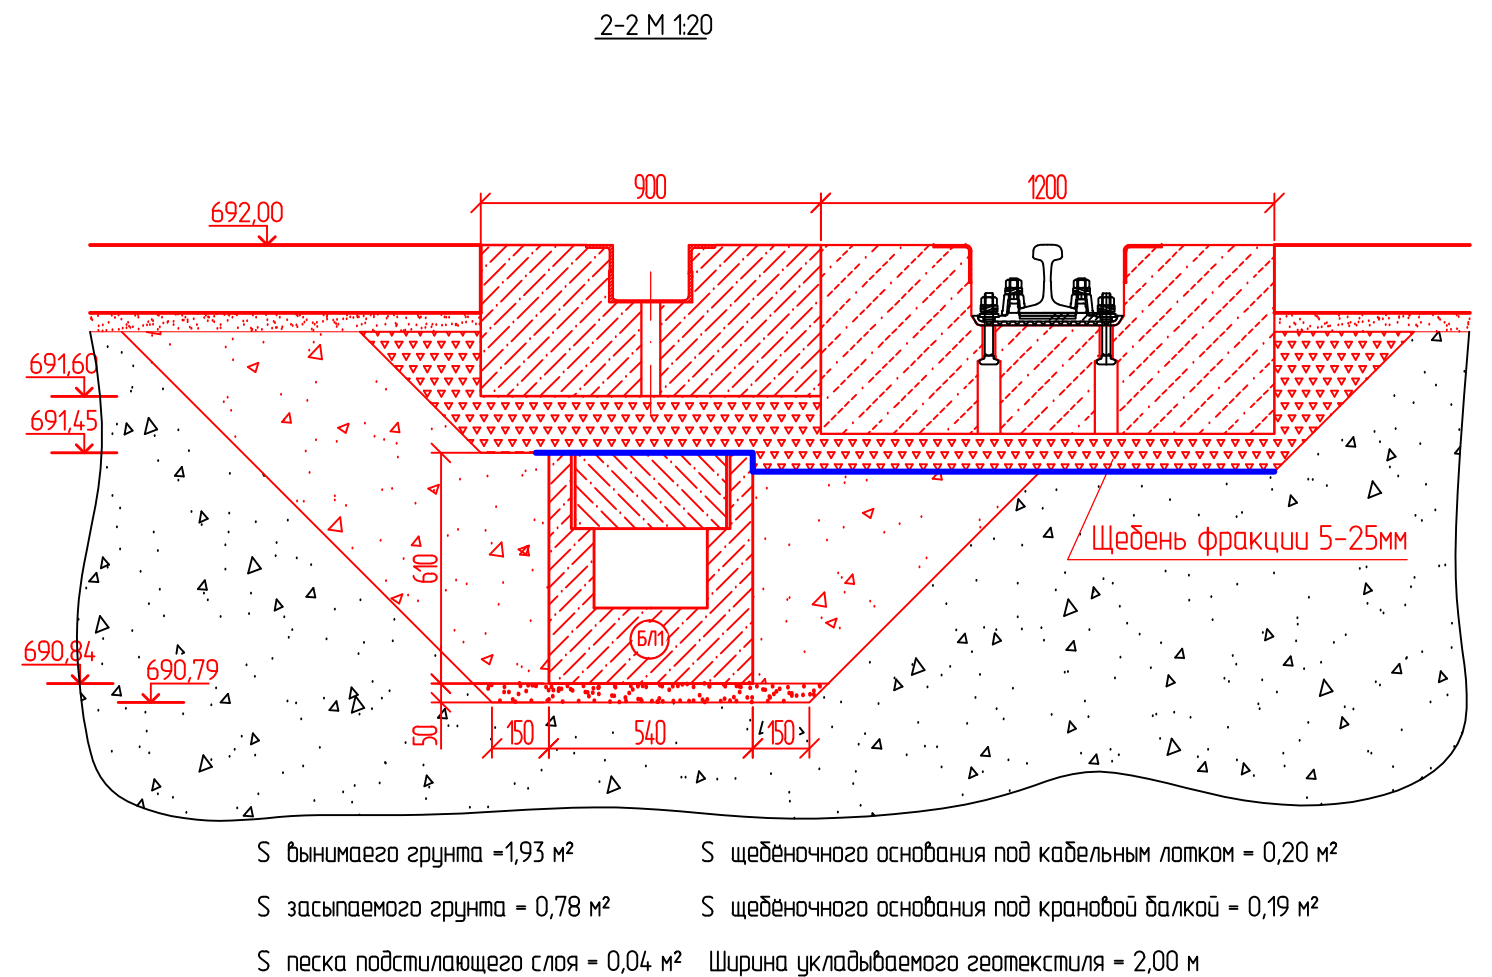 2-2 М 1:20
900
1200
692,00
691,60
691,45
Щебень фракции 5-25мм
610
БЛ1
690,84
690,79
50
150
540
150
S вынимаего грунта =1,93 м²
S щебёночного основания под кабельным лотком = 0,20 м²
S засыпаемого грунта = 0,78 м²
S щебёночного основания под крановой балкой = 0,19 м²
S песка подстилающего слоя = 0,04 м²
Ширина укладываемого геотекстиля = 2,00 м